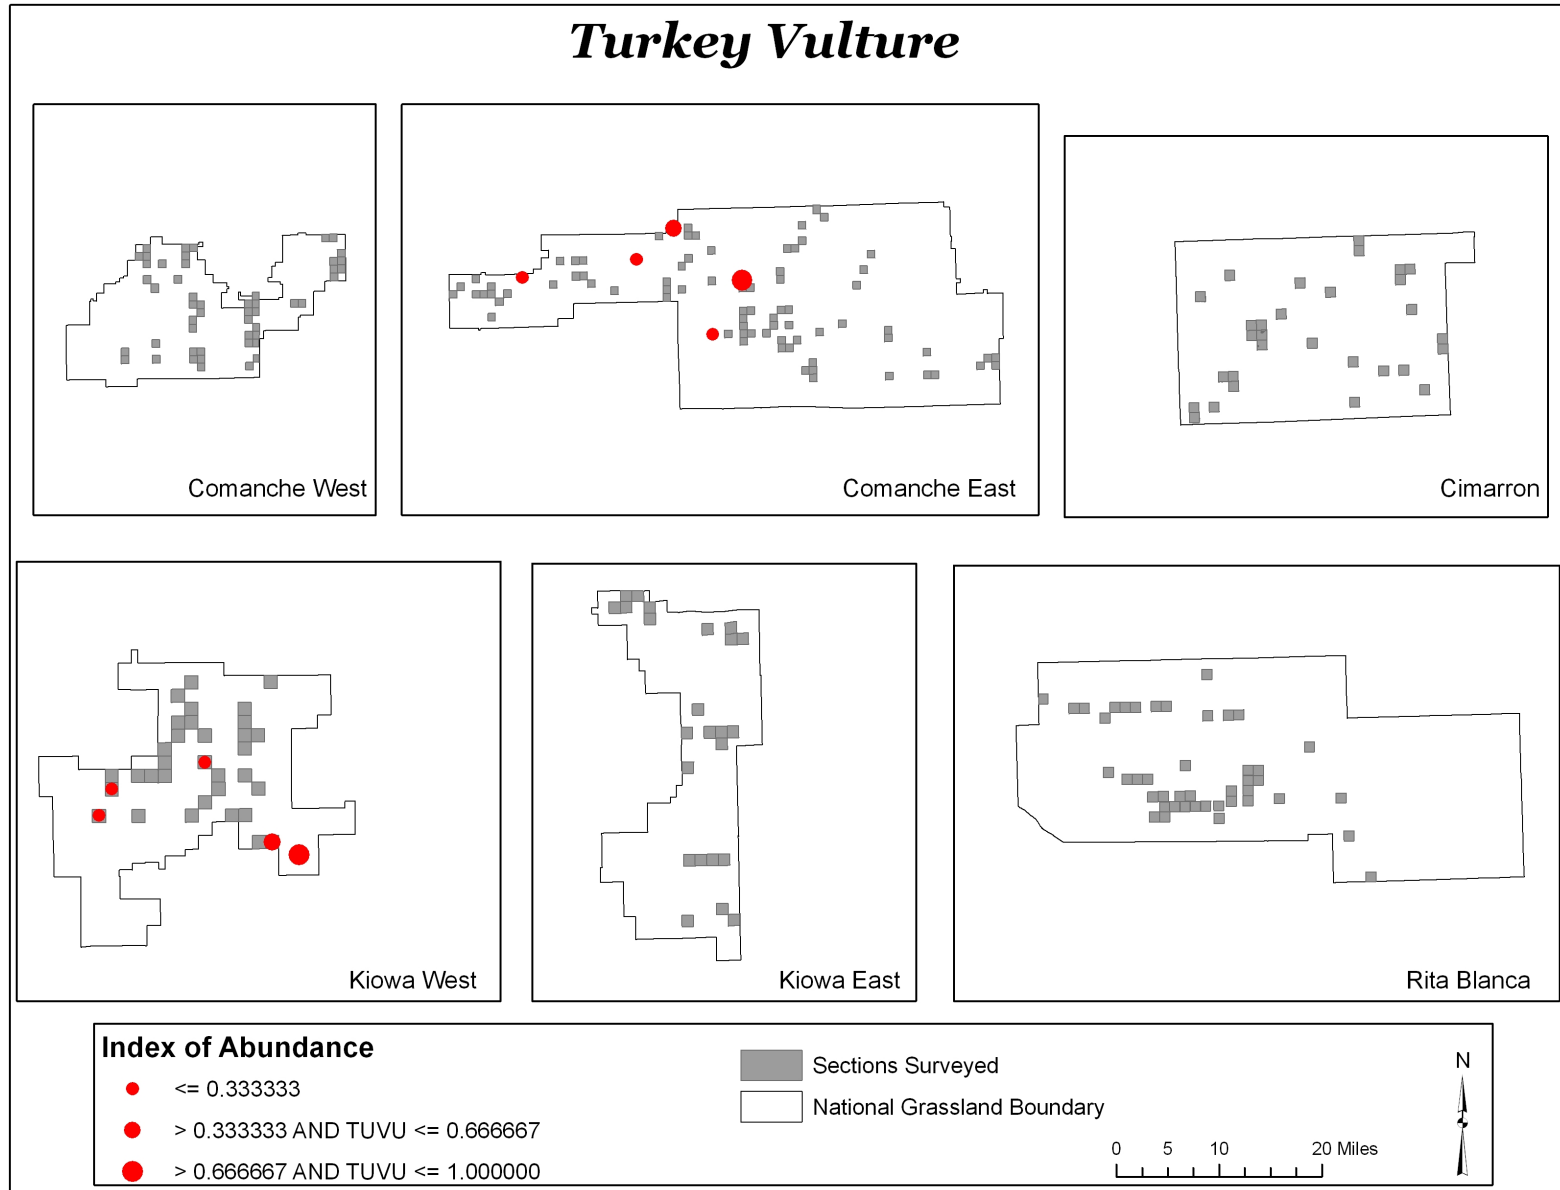 Turkey Vulture
Comanche West
Comanche East
Cimarron
Kiowa West
Kiowa East
Rita Blanca
Index of Abundance
<= 0.333333
> 0.333333 AND TUVU <= 0.666667
> 0.666667 AND TUVU <= 1.000000
Sections Surveyed
National Grassland Boundary
0 5 10 20 Miles
N